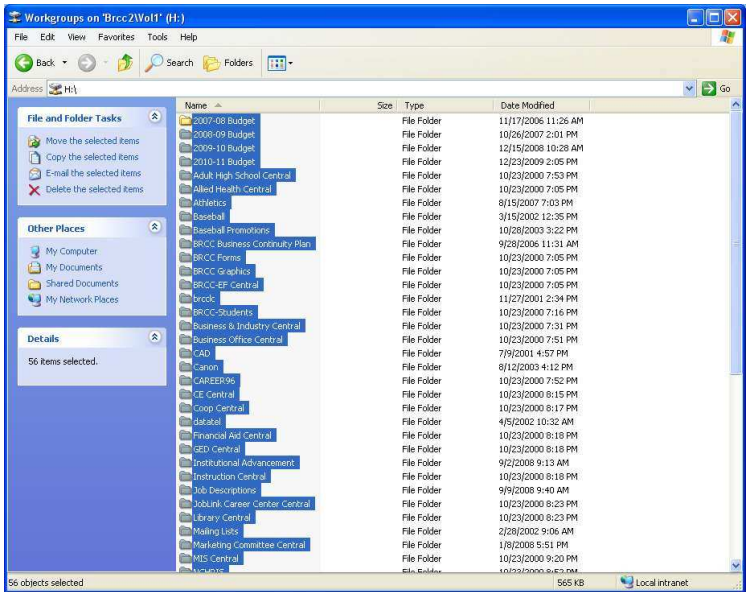 Workgroups on 'Brcc2\Vol1' (H:)
File Edit View Favorites Tools Help
Back Search Folders
Address H:\ Go
Name Size Type Date Modified
File and Folder Tasks
Move the selected items
Copy the selected items
E-mail the selected items
Delete the selected items
Other Places
My Computer
My Documents
Shared Documents
My Network Places
Details
56 items selected.
2007-08 Budget File Folder 11/17/2006 11:26 AM
2008-09 Budget File Folder 10/26/2007 2:01 PM
2009-10 Budget File Folder 12/15/2008 10:28 AM
2010-11 Budget File Folder 12/23/2009 2:05 PM
Adult High School Central File Folder 10/23/2000 7:53 PM
Allied Health Central File Folder 10/23/2000 7:05 PM
Athletics File Folder 8/15/2007 7:03 PM
Baseball File Folder 3/15/2002 12:35 PM
Baseball Promotions File Folder 10/28/2003 3:22 PM
BRCC Business Continuity Plan File Folder 9/28/2006 11:31 AM
BRCC Forms File Folder 10/23/2000 7:05 PM
BRCC Graphics File Folder 10/23/2000 7:05 PM
BRCC-EF Central File Folder 10/23/2000 7:05 PM
brcclc File Folder 11/27/2001 2:34 PM
BRCC-Students File Folder 10/23/2000 7:16 PM
Business & Industry Central File Folder 10/23/2000 7:31 PM
Business Office Central File Folder 10/23/2000 7:51 PM
CAD File Folder 7/9/2001 4:57 PM
Canon File Folder 8/12/2003 4:12 PM
CAREER96 File Folder 10/23/2000 7:52 PM
CE Central File Folder 10/23/2000 8:15 PM
Coop Central File Folder 10/23/2000 8:17 PM
datatel File Folder 4/5/2002 10:32 AM
Financial Aid Central File Folder 10/23/2000 8:18 PM
GED Central File Folder 10/23/2000 8:18 PM
Institutional Advancement File Folder 9/2/2008 9:13 AM
Instruction Central File Folder 10/23/2000 8:18 PM
Job Descriptions File Folder 9/9/2008 9:40 AM
JobLink Career Center Central File Folder 10/23/2000 8:23 PM
Library Central File Folder 10/23/2000 8:23 PM
Mailing Lists File Folder 2/28/2002 9:06 AM
Marketing Committee Central File Folder 1/8/2008 5:51 PM
MIS Central File Folder 10/23/2000 9:20 PM
File Folder
56 objects selected 565 KB Local intranet